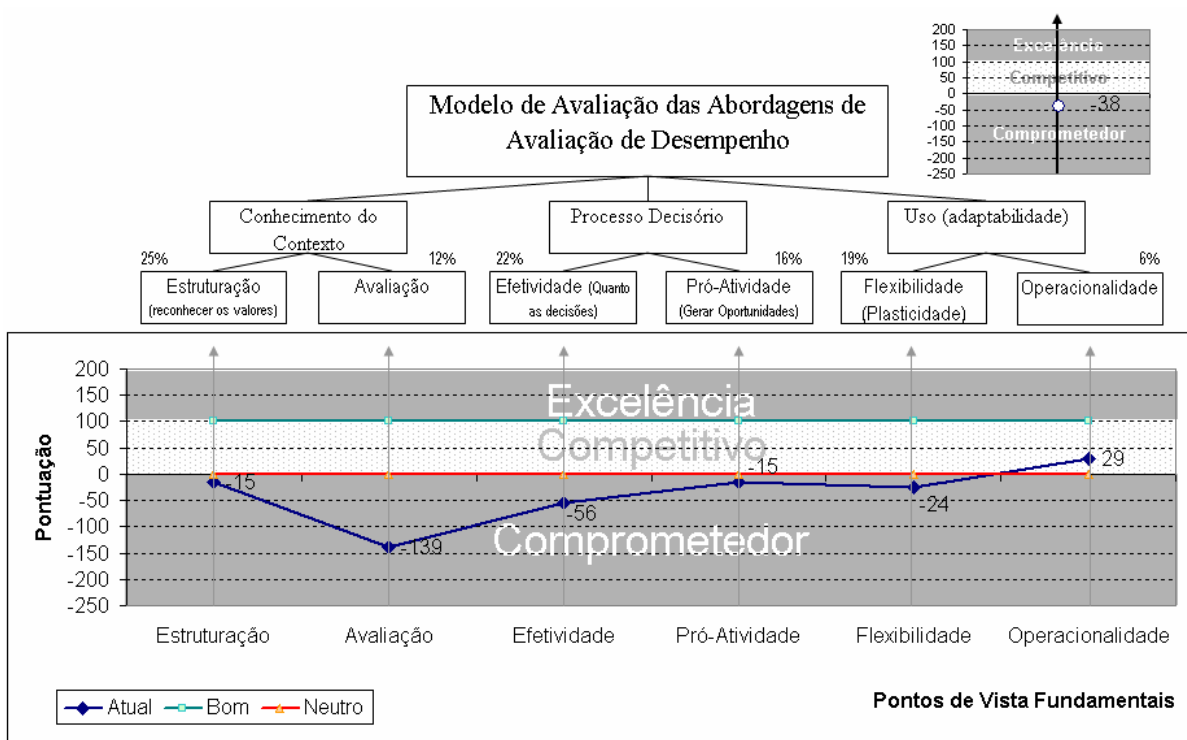 Modelo de Avaliação das Abordagens de
Avaliação de Desempenho
200
150
100
50
0
-50
-100
-150
-200
-250
Excelência
Competitivo
-38
Comprometedor
Conhecimento do
Contexto
Processo Decisório
Uso (adaptabilidade)
25%
12%
22%
16%
19%
6%
Estruturação
(reconhecer os valores)
Avaliação
Efetividade (Quanto
as decisões)
Pró-Atividade
(Gerar Oportunidades)
Flexibilidade
(Plasticidade)
Operacionalidade
Pontuação
200
150
100
50
0
-50
-100
-150
-200
-250
Excelência
Competitivo
Comprometedor
-15
-139
-56
-15
-24
29
Estruturação
Avaliação
Efetividade
Pró-Atividade
Flexibilidade
Operacionalidade
Atual
Bom
Neutro
Pontos de Vista Fundamentais